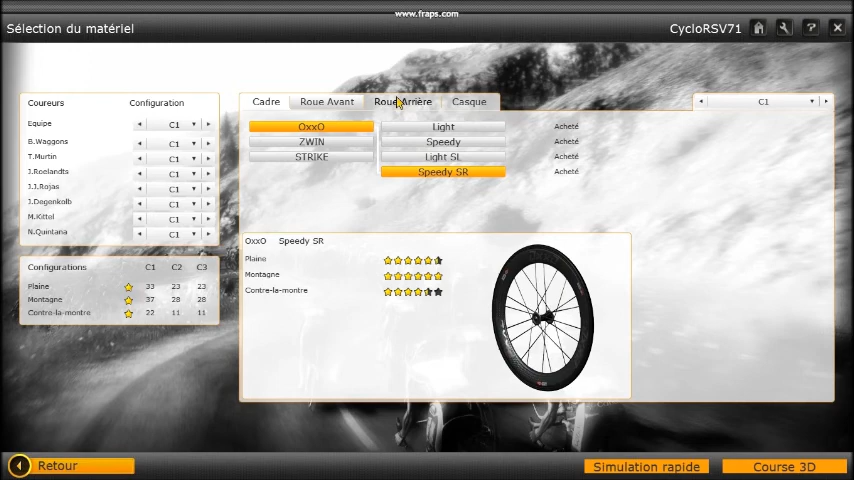 www.fraps.com
Sélection du matériel
CycloRSV71
?
Coureurs Configuration
Equipe C1
B.Waggons C1
T.Murtin C1
J.Roelandts C1
J.J.Rojas C1
J.Degenkolb C1
M.Kittel C1
N.Quintana C1
Configurations C1 C2 C3
Plaine 33 23 23
Montagne 37 28 28
Contre-la-montre 22 11 11
Cadre Roue Avant Roue Arrière Casque
C1
OxxO Light Acheté
ZWIN Speedy Acheté
STRIKE Light SL Acheté
Speedy SR Acheté
OxxO Speedy SR
Plaine
Montagne
Contre-la-montre
Retour
Simulation rapide
Course 3D